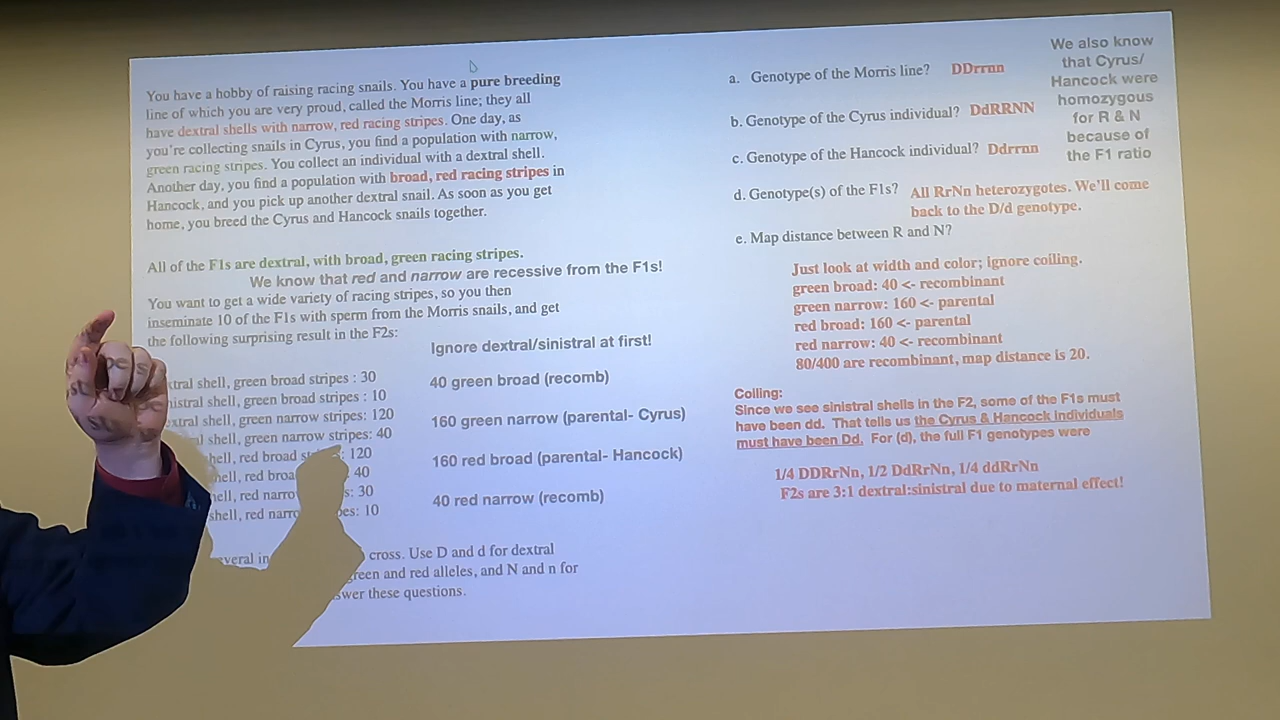 You have a hobby of raising racing snails. You have a pure breeding
line of which you are very proud, called the Morris line; they all
have dextral shells with narrow, red racing stripes. One day, as
you're collecting snails in Cyrus, you find a population with narrow,
green racing stripes. You collect an individual with a dextral shell.
Another day, you find a population with broad, red racing stripes in
Hancock, and you pick up another dextral snail. As soon as you get
home, you breed the Cyrus and Hancock snails together.
All of the F1s are dextral, with broad, green racing stripes.
We know that red and narrow are recessive from the F1s!
You want to get a wide variety of racing stripes, so you then
inseminate 10 of the F1s with sperm from the Morris snails, and get
the following surprising result in the F2s:
Ignore dextral/sinistral at first!
shell, green broad stripes : 30
shell, green broad stripes : 10
shell, green narrow stripes: 120
shell, green narrow stripes: 40
red broad : 120
red 40
red 30
shell, red 10
40 green broad (recomb)
160 green narrow (parental- Cyrus)
160 red broad (parental- Hancock)
40 red narrow (recomb)
cross. Use D and d for dextral
green and red alleles, and N and n for
these questions.
a. Genotype of the Morris line? DDrrnn
b. Genotype of the Cyrus individual? DdRRNN
c. Genotype of the Hancock individual? Ddrrnn
d. Genotype(s) of the F1s? All RrNn heterozygotes. We'll come
back to the D/d genotype.
We also know
that Cyrus/
Hancock were
homozygous
for R & N
because of
the F1 ratio
e. Map distance between R and N?
Just look at width and color; ignore coiling.
green broad: 40 <- recombinant
green narrow: 160 <- parental
red broad: 160 <- parental
red narrow: 40 <- recombinant
80/400 are recombinant, map distance is 20.
Coiling:
Since we see sinistral shells in the F2, some of the F1s must
have been dd. That tells us the Cyrus & Hancock individuals
must have been Dd. For (d), the full F1 genotypes were
1/4 DDRrNn, 1/2 DdRrNn, 1/4 ddRrNn
F2s are 3:1 dextral:sinistral due to maternal effect!